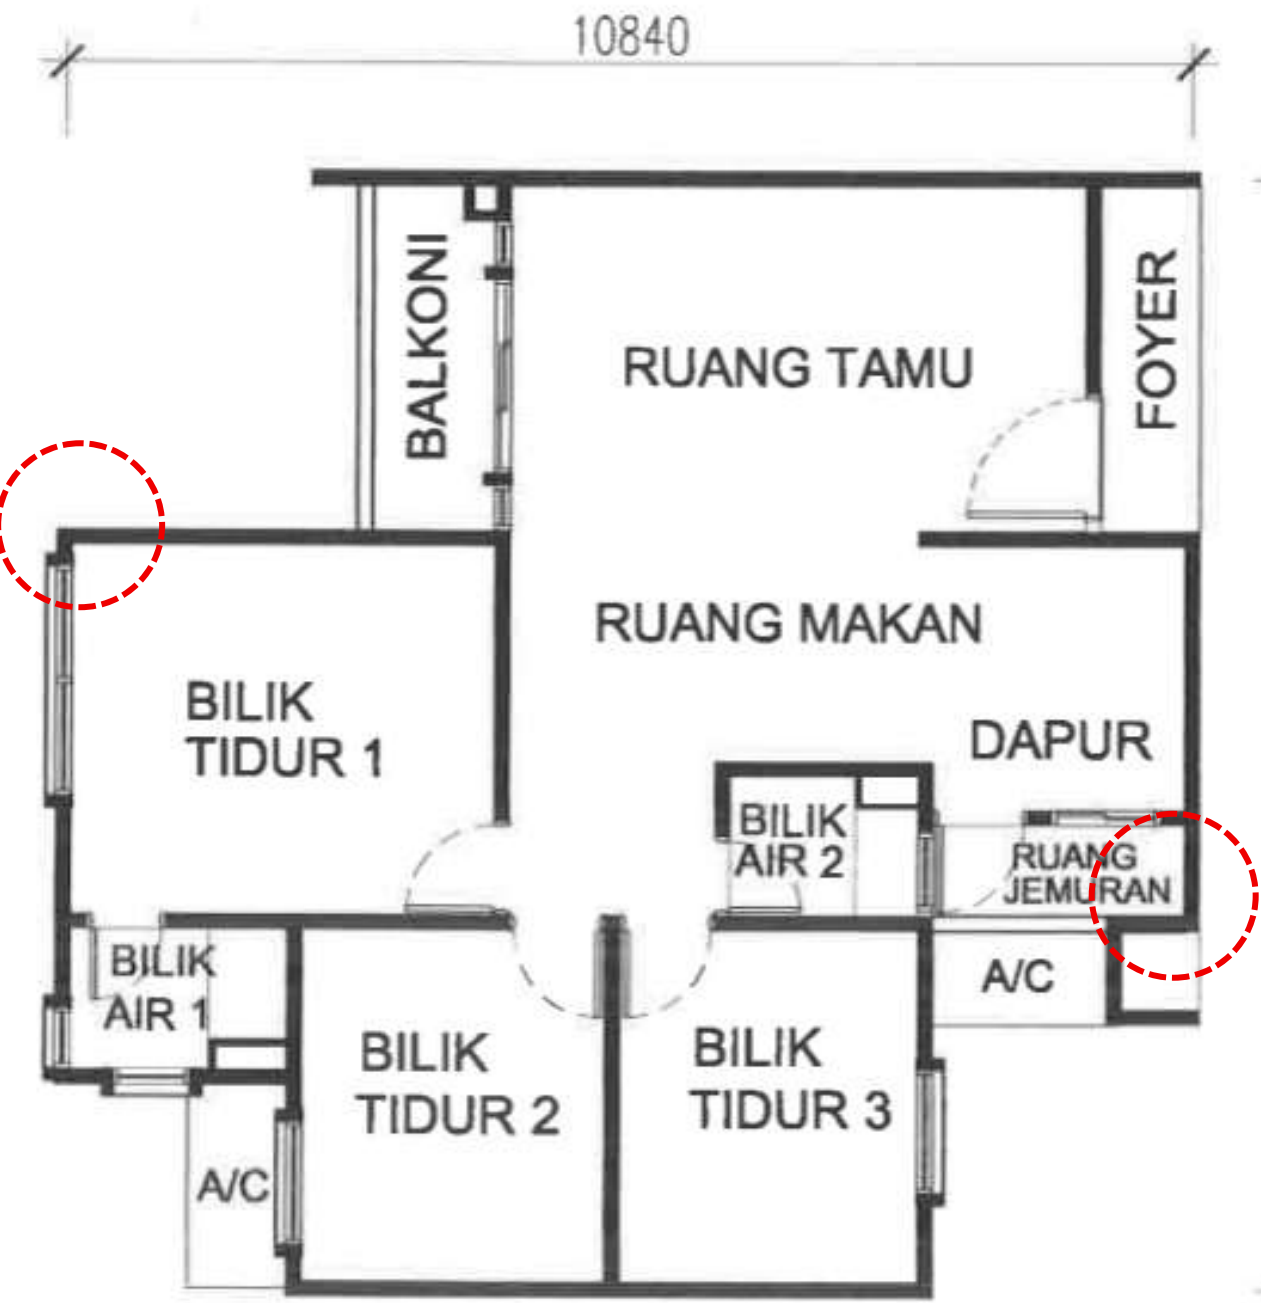 10840
BALKONI
RUANG TAMU
FOYER
RUANG MAKAN
BILIK
TIDUR 1
DAPUR
BILIK
AIR 2
RUANG
JEMURAN
BILIK
AIR 1
A/C
BILIK
TIDUR 2
BILIK
TIDUR 3
A/C